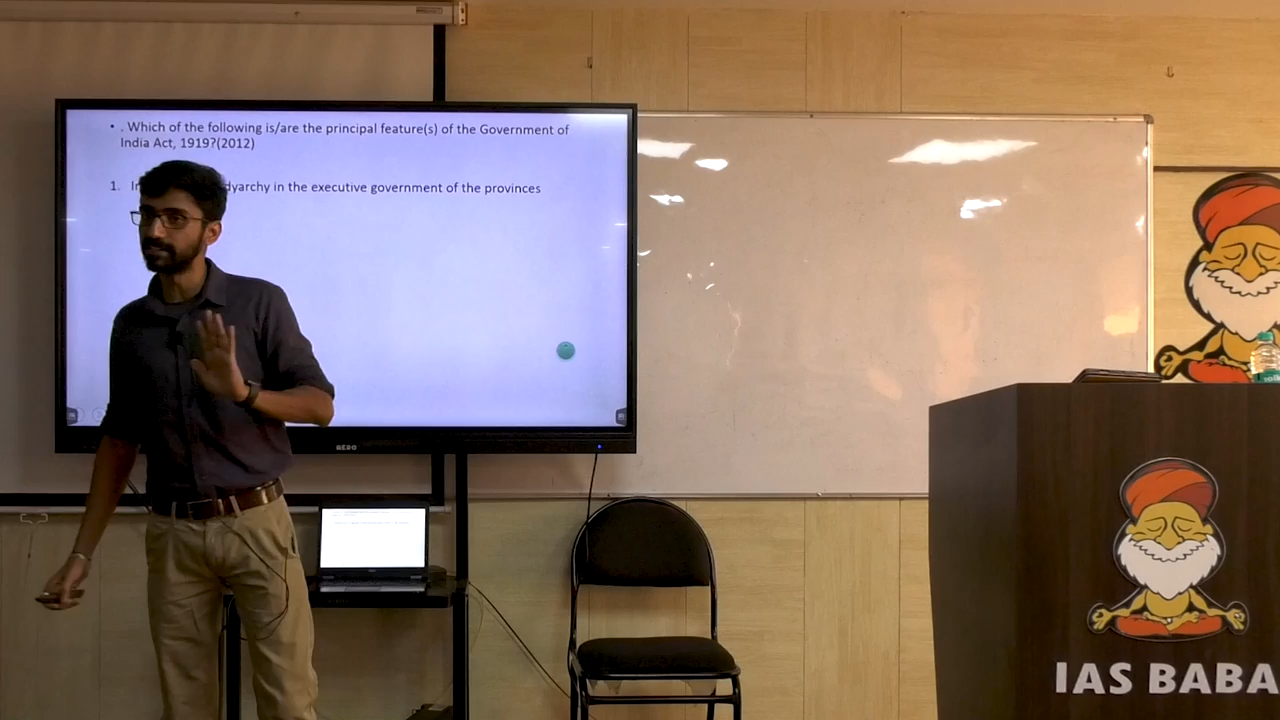 • . Which of the following is/are the principal feature(s) of the Government of
India Act, 1919?(2012)
1. dyarchy in the executive government of the provinces
IAS BABA